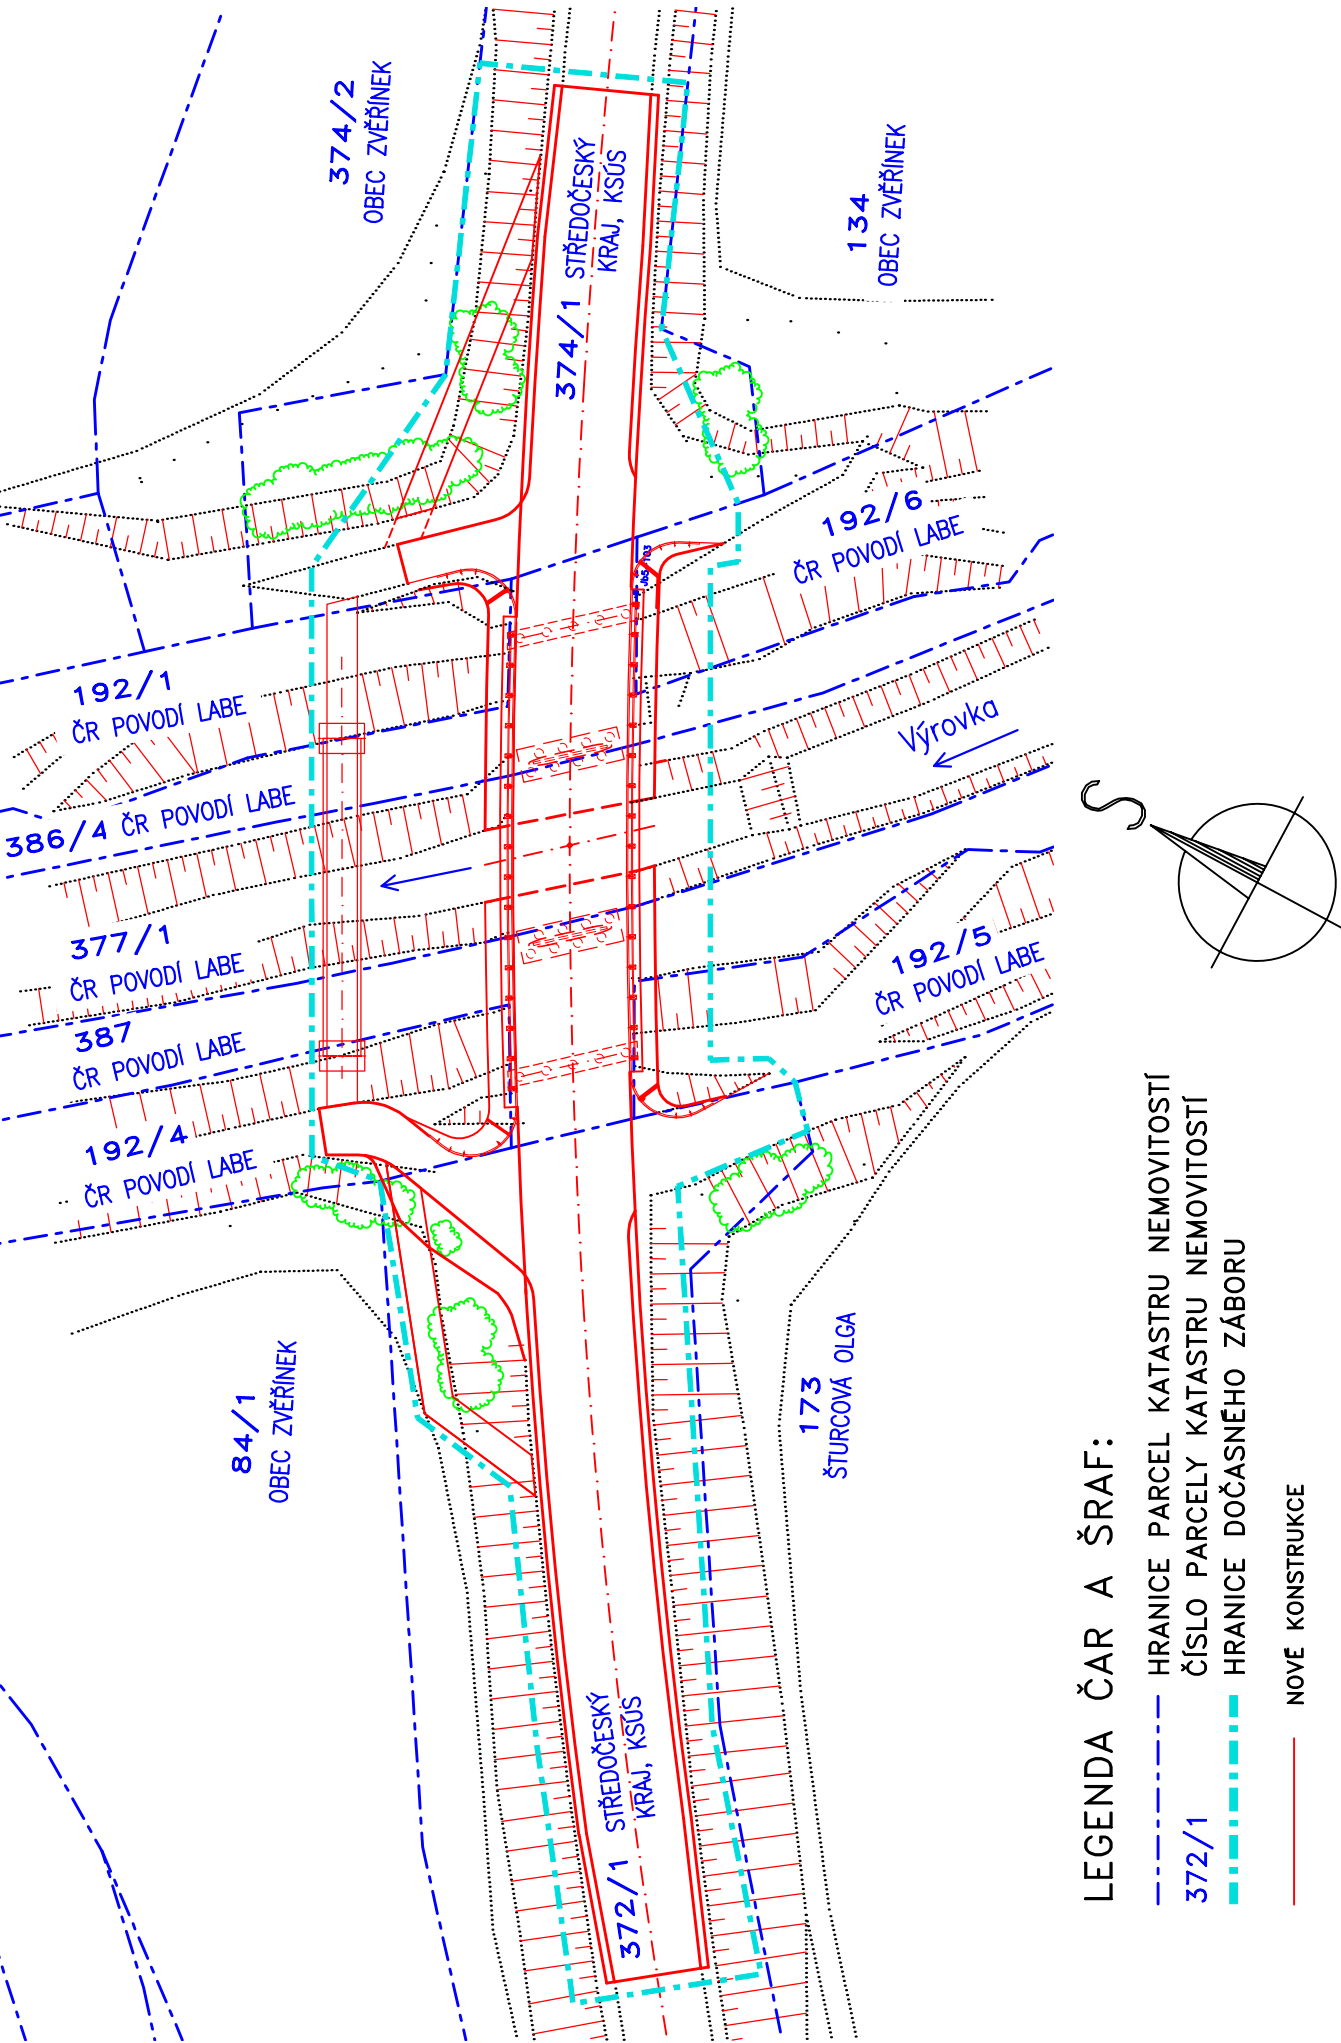 374/2
OBEC ZVĚŘÍNEK
134
OBEC ZVĚŘÍNEK
374/1 STŘEDOČESKÝ
KRAJ, KSÚS
192/6
ČR POVODÍ LABE
192/1
ČR POVODÍ LABE
Výrovka
386/4 ČR POVODÍ LABE
377/1
ČR POVODÍ LABE
192/5
ČR POVODÍ LABE
387
ČR POVODÍ LABE
192/4
ČR POVODÍ LABE
S
84/1
OBEC ZVĚŘÍNEK
173
ŠTURCOVÁ OLGA
372/1 STŘEDOČESKÝ
KRAJ, KSÚS
LEGENDA ČAR A ŠRAF:
HRANICE PARCEL KATASTRU NEMOVITOSTÍ
372/1 ČÍSLO PARCELY KATASTRU NEMOVITOSTÍ
HRANICE DOČASNÉHO ZÁBORU
NOVÉ KONSTRUKCE